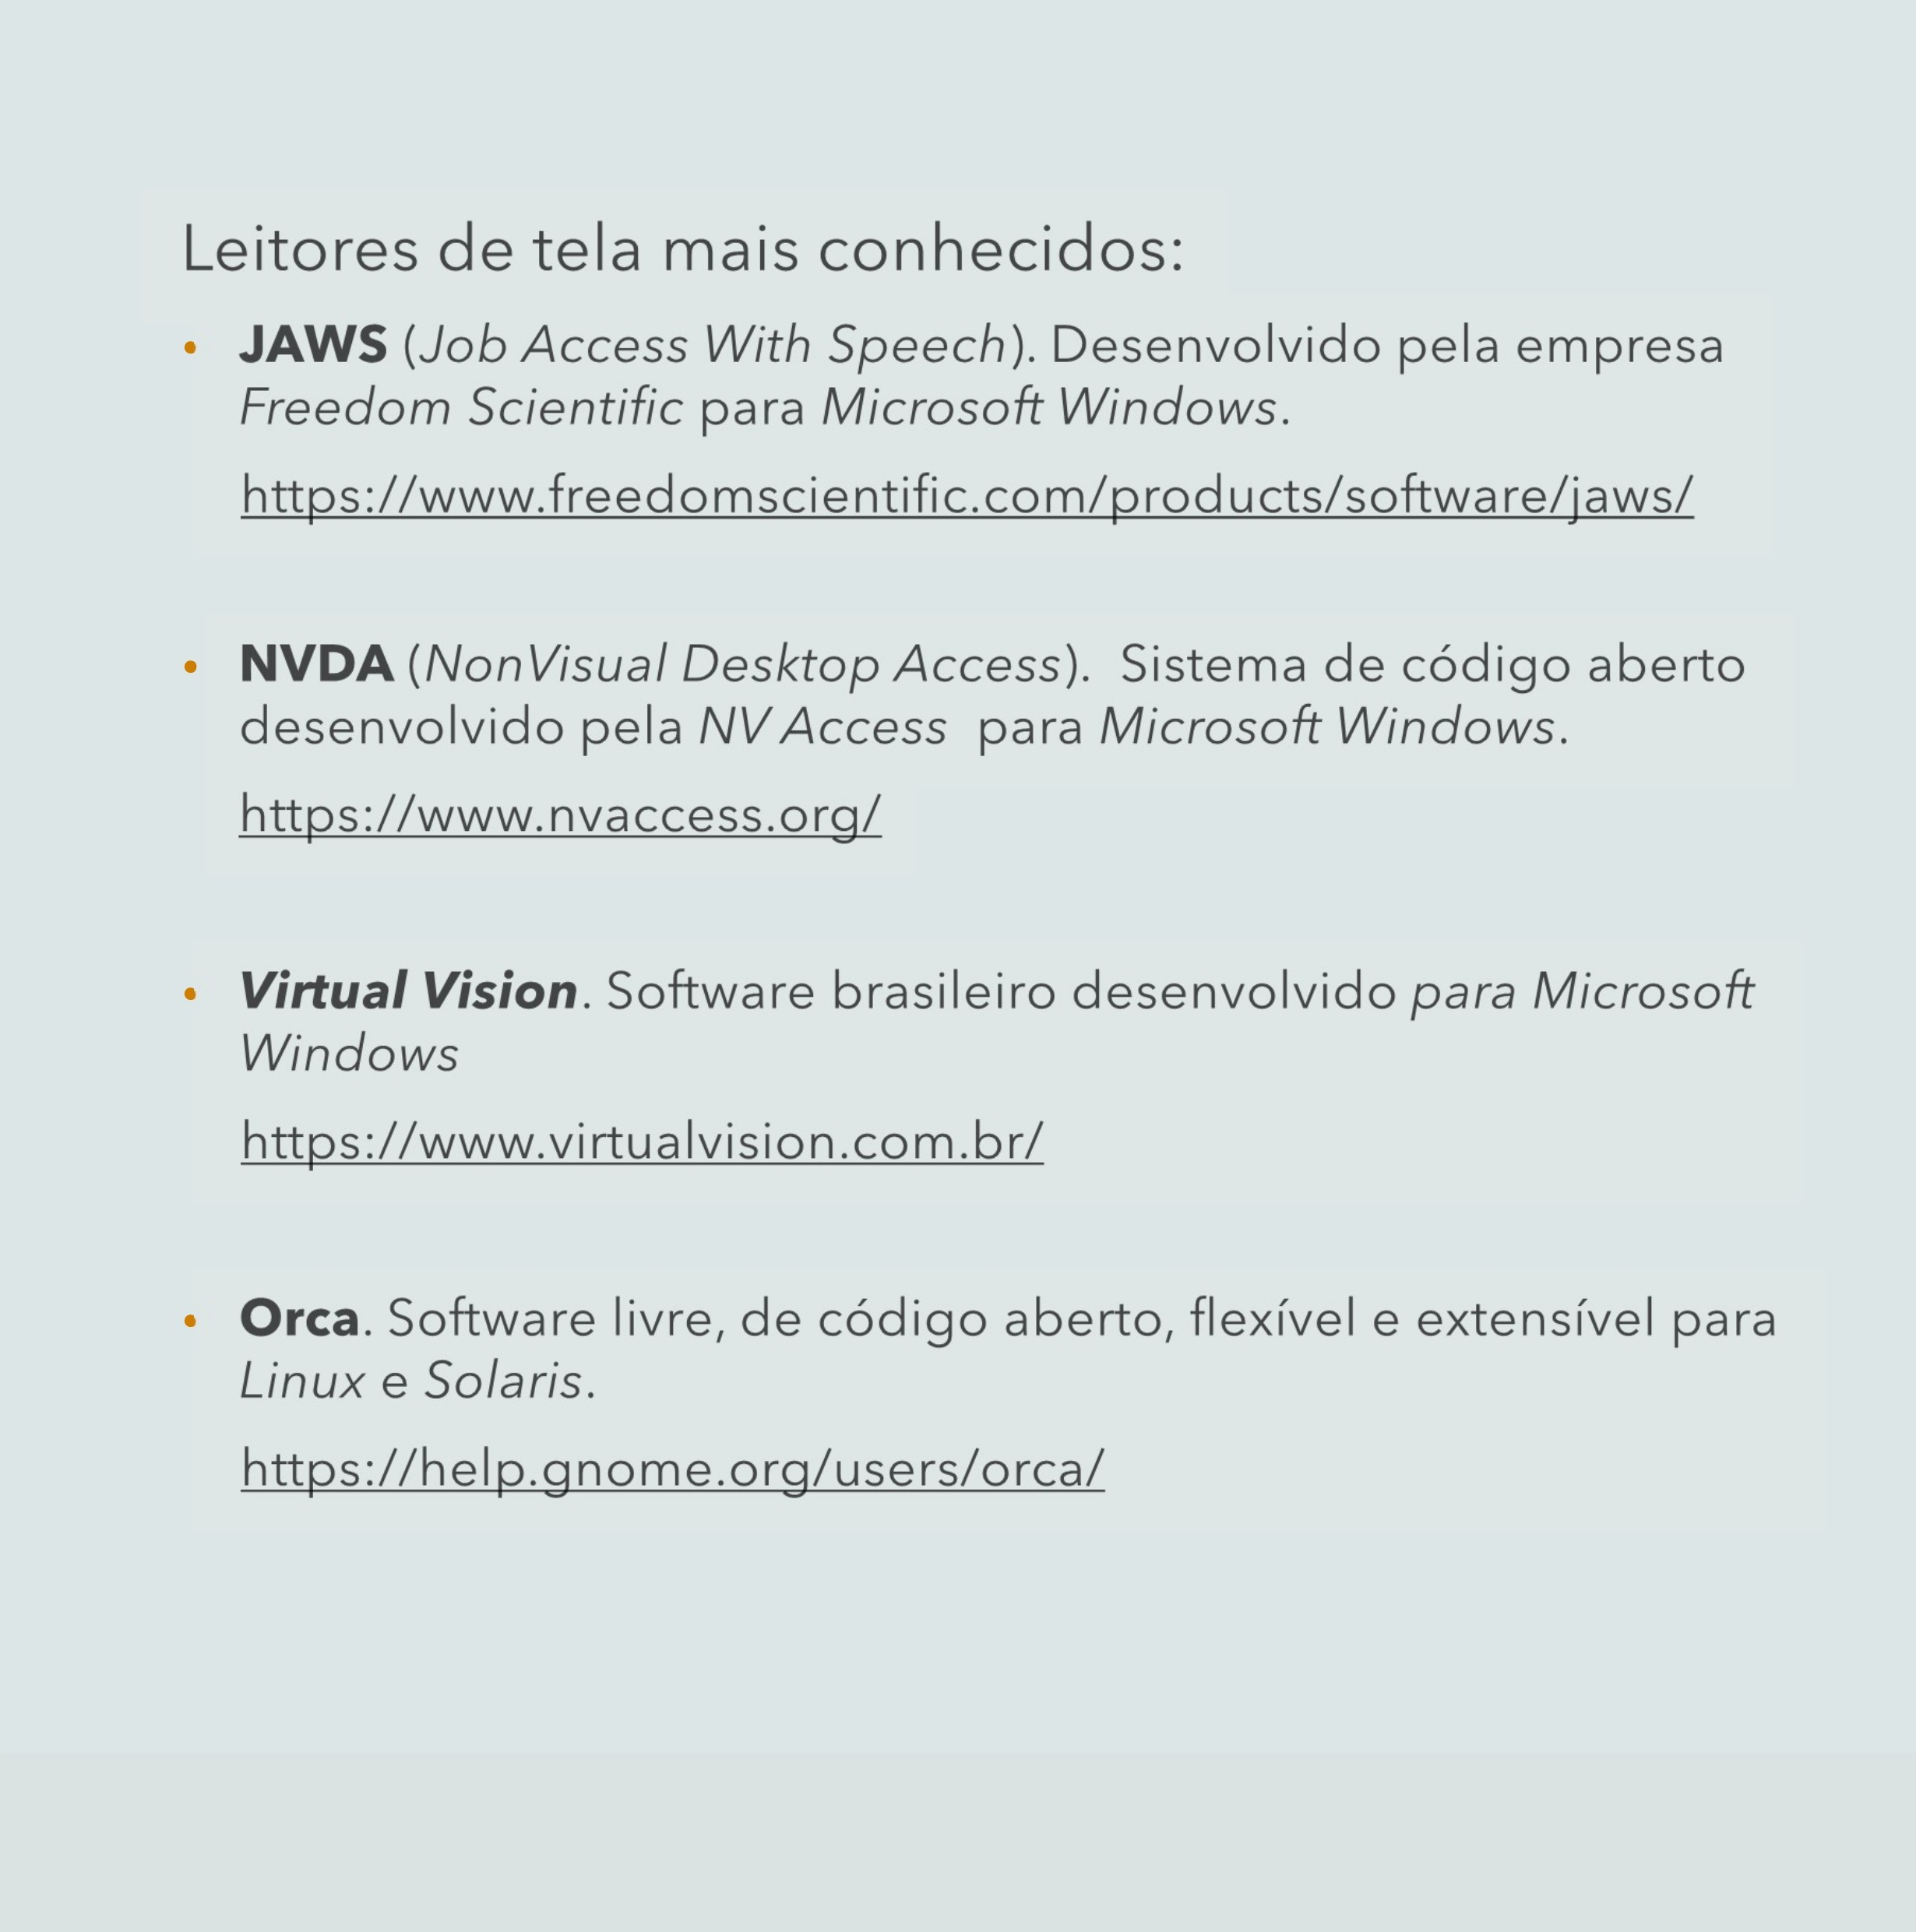 Leitores de tela mais conhecidos:
• JAWS (Job Access With Speech). Desenvolvido pela empresa
Freedom Scientific para Microsoft Windows.
https://www.freedomscientific.com/products/software/jaws/
• NVDA (NonVisual Desktop Access).  Sistema de código aberto
desenvolvido pela NV Access  para Microsoft Windows.
https://www.nvaccess.org/
• Virtual Vision. Software brasileiro desenvolvido para Microsoft
Windows
https://www.virtualvision.com.br/
• Orca. Software livre, de código aberto, flexível e extensível para
Linux e Solaris.
https://help.gnome.org/users/orca/